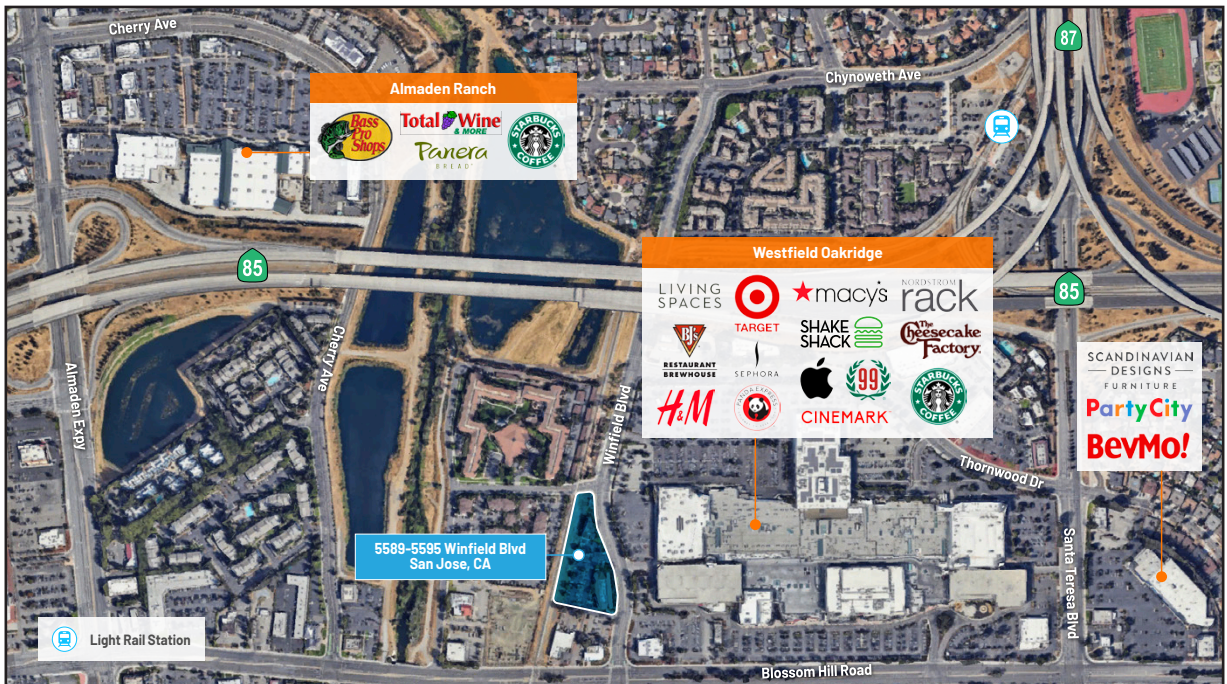 Cherry Ave
87
Chynoweth Ave
Almaden Ranch
Bass
Pro
Shops
Total Wine
& MORE
Panera
BREAD
STARBUCKS
COFFEE
85
Westfield Oakridge
LIVING
SPACES
TARGET
macy's
NORDSTROM
rack
BJ's
RESTAURANT
BREWHOUSE
SEPHORA
SHAKE
SHACK
The
Cheesecake
Factory
H&M
PANDA EXPRESS
99
CINEMARK
STARBUCKS
COFFEE
85
SCANDINAVIAN
DESIGNS
FURNITURE
Party City
BevMo!
Almaden Expy
Cherry Ave
Winfield Blvd
Thornwood Dr
5589-5595 Winfield Blvd
San Jose, CA
Santa Teresa Blvd
Light Rail Station
Blossom Hill Road